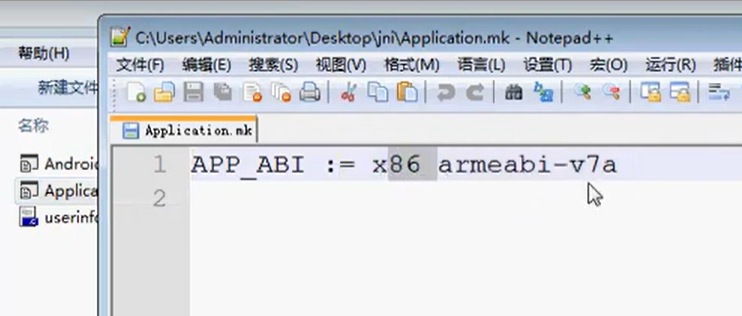 C:\Users\Administrator\Desktop\jni\Application.mk - Notepad++
帮助(H)
文件(F) 编辑(E) 搜索(S) 视图(V) 格式(M) 语言(L) 设置(T) 宏(O) 运行(R) 插件
新建文件
Application.mk
名称
1 APP_ABI := x86 armeabi-v7a
Androi
2
Applica
userinfo